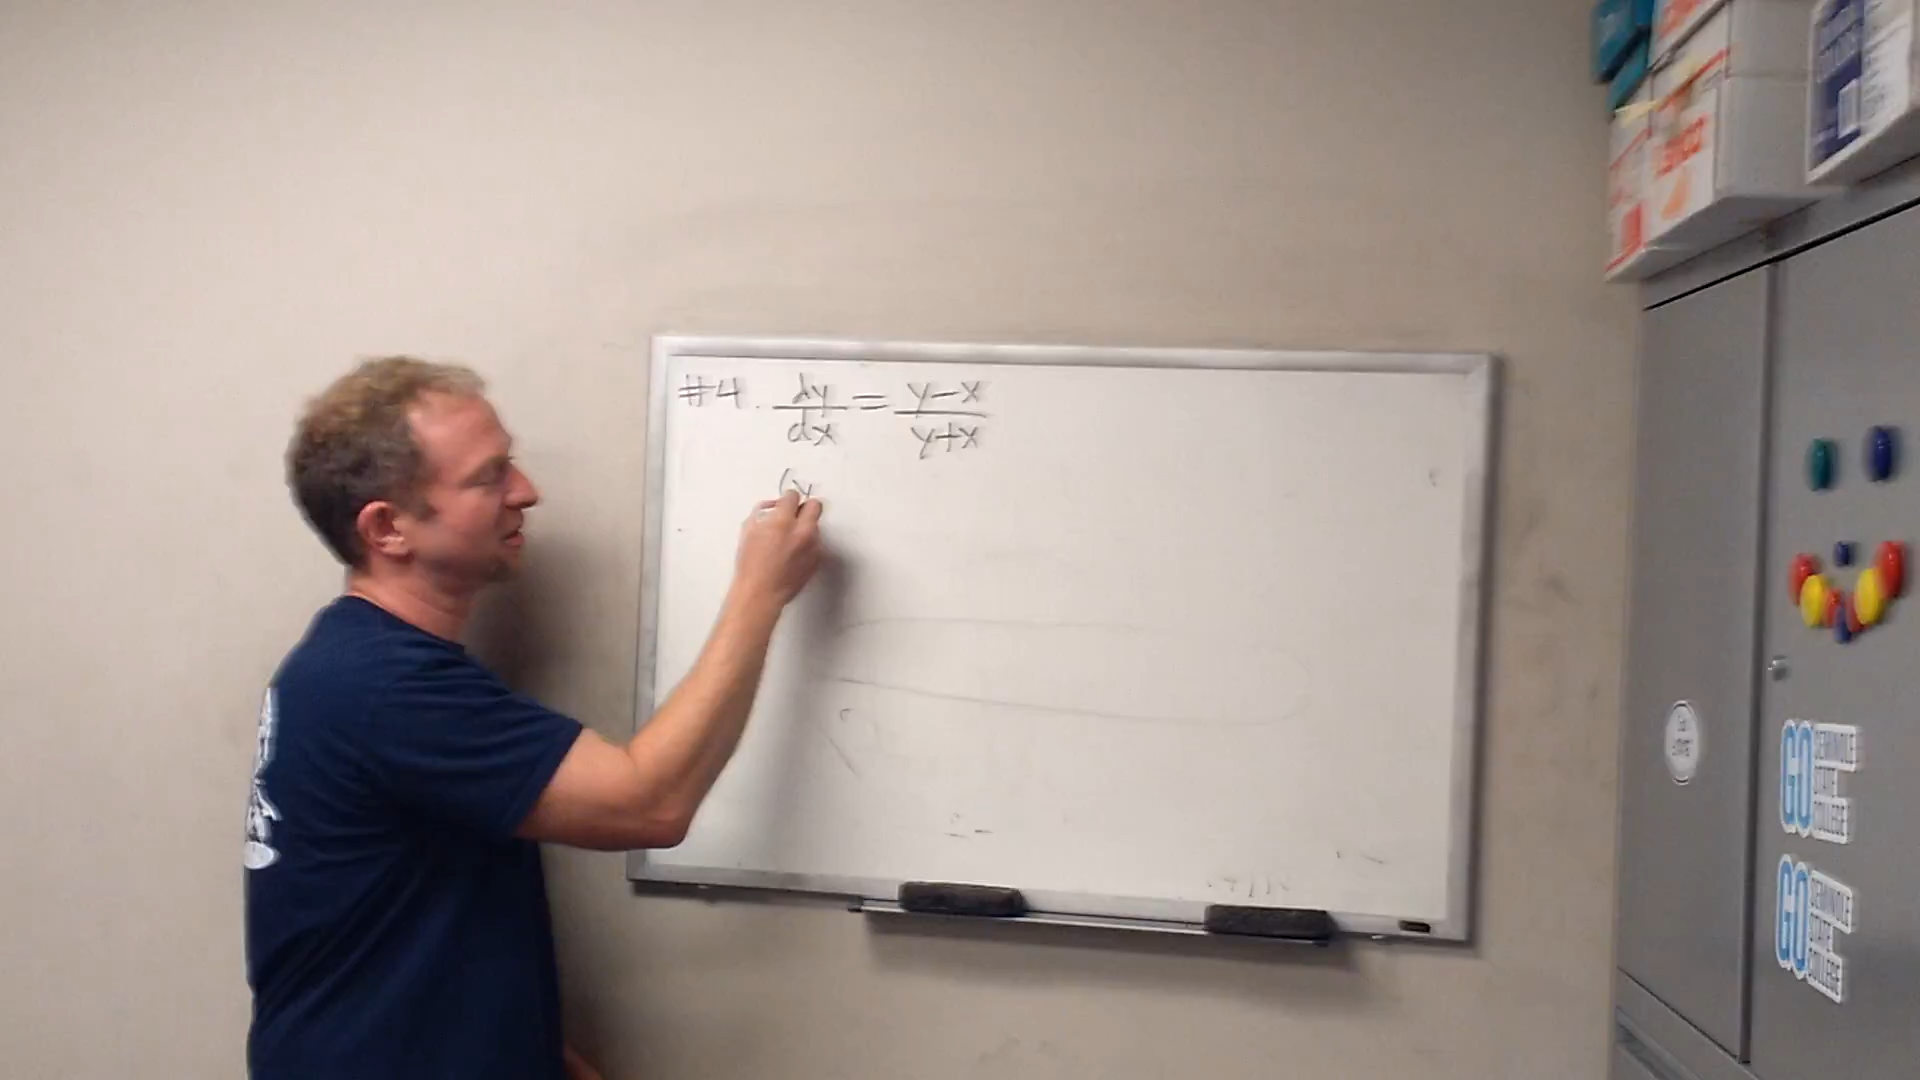 #4. dy/dx = y-x/y+x
(y
GO SEMINOLE STATE COLLEGE
GO SEMINOLE STATE COLLEGE